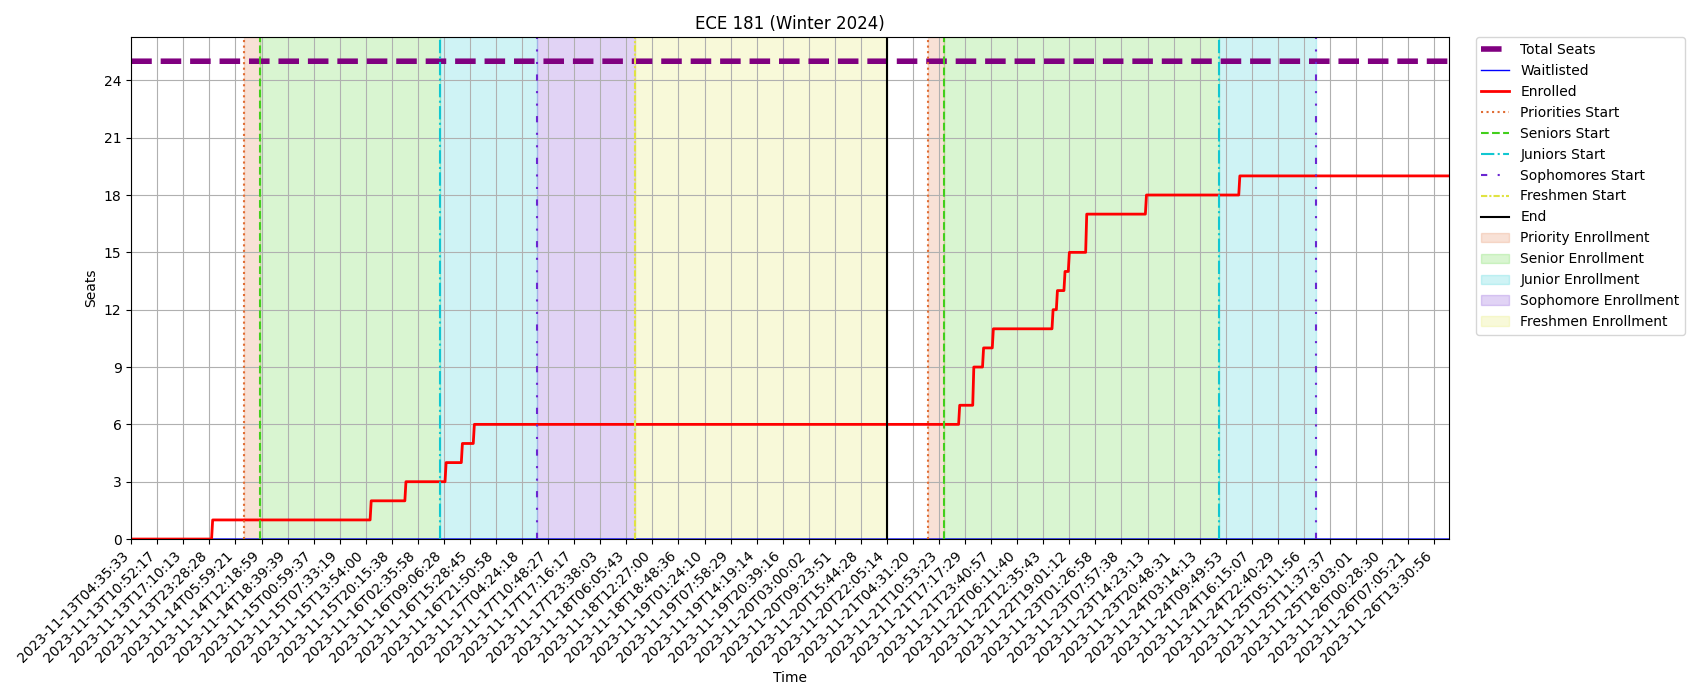 ECE 181 (Winter 2024)
Total Seats
Waitlisted
Enrolled
Priorities Start
Seniors Start
Juniors Start
Sophomores Start
Freshmen Start
End
Priority Enrollment
Senior Enrollment
Junior Enrollment
Sophomore Enrollment
Freshmen Enrollment
Seats
24
21
18
15
12
9
6
3
0
2023-11-13T04:35:33
2023-11-13T10:52:17
2023-11-13T17:10:13
2023-11-13T23:28:28
2023-11-14T05:59:21
2023-11-14T12:18:59
2023-11-14T18:39:39
2023-11-15T00:59:37
2023-11-15T07:33:19
2023-11-15T13:54:00
2023-11-15T20:15:38
2023-11-16T02:35:58
2023-11-16T09:06:28
2023-11-16T15:28:45
2023-11-16T21:50:58
2023-11-17T04:24:18
2023-11-17T10:48:27
2023-11-17T17:16:17
2023-11-17T23:38:03
2023-11-18T06:05:43
2023-11-18T12:27:00
2023-11-18T18:48:36
2023-11-19T01:24:10
2023-11-19T07:58:29
2023-11-19T14:19:14
2023-11-19T20:39:16
2023-11-20T03:00:02
2023-11-20T09:23:51
2023-11-20T15:44:28
2023-11-20T22:05:14
2023-11-21T04:31:20
2023-11-21T10:53:23
2023-11-21T17:17:29
2023-11-21T23:40:57
2023-11-22T06:11:40
2023-11-22T12:35:43
2023-11-22T19:01:12
2023-11-23T01:26:58
2023-11-23T07:57:38
2023-11-23T14:23:13
2023-11-23T20:48:31
2023-11-24T03:14:13
2023-11-24T09:49:53
2023-11-24T16:15:07
2023-11-24T22:40:29
2023-11-25T05:11:56
2023-11-25T11:37:37
2023-11-25T18:03:01
2023-11-26T00:28:30
2023-11-26T07:05:21
2023-11-26T13:30:56
Time